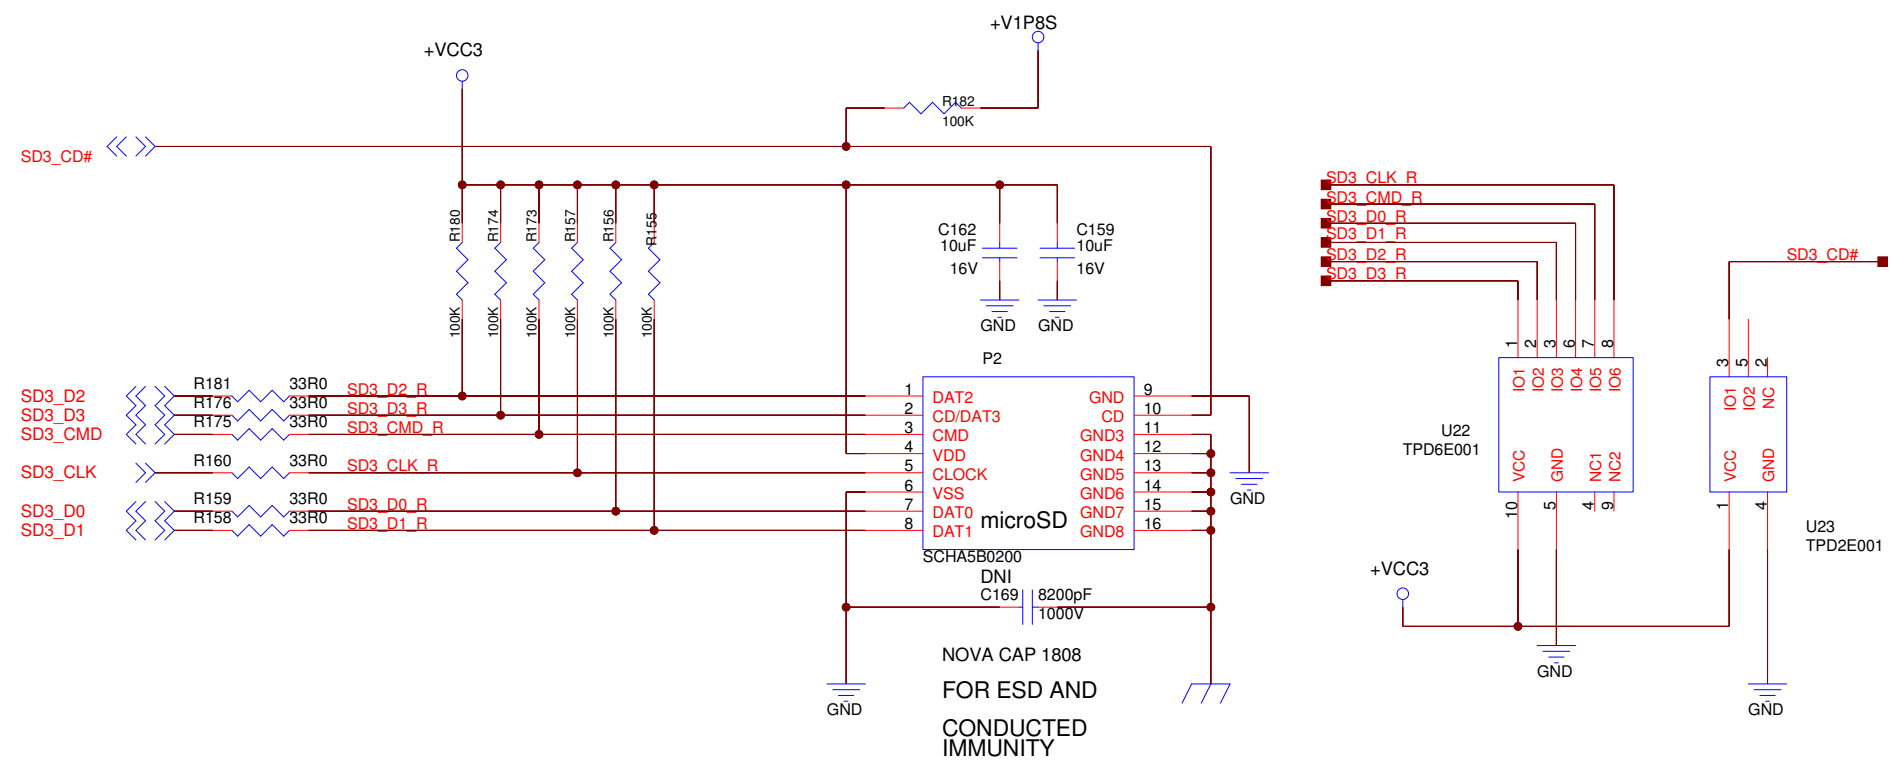 +V1P8S
+VCC3
R182
100K
SD3_CD#
R180
R174
R173
R157
R156
R155
100K
100K
100K
100K
100K
100K
C162
10uF
16V
C159
10uF
16V
GND
GND
P2
SD3_D2
R181
33R0
SD3_D2_R
SD3_D3
R176
33R0
SD3_D3_R
SD3_CMD
R175
33R0
SD3_CMD_R
SD3_CLK
R160
33R0
SD3_CLK_R
SD3_D0
R159
33R0
SD3_D0_R
SD3_D1
R158
33R0
SD3_D1_R
1 DAT2
2 CD/DAT3
3 CMD
4 VDD
5 CLOCK
6 VSS
7 DAT0
8 DAT1
GND 9
CD 10
GND3 11
GND4 12
GND5 13
GND6 14
GND7 15
GND8 16
microSD
SCHA5B0200
GND
DNI
C169
8200pF
1000V
GND
NOVA CAP 1808
FOR ESD AND
CONDUCTED
IMMUNITY
SD3_CLK_R
SD3_CMD_R
SD3_D0_R
SD3_D1_R
SD3_D2_R
SD3_D3_R
1 2 3 6 7 8
IO1 IO2 IO3 IO4 IO5 IO6
U22
TPD6E001
VCC GND NC1 NC2
10 5 4 9
+VCC3
GND
SD3_CD#
3 5 2
IO1 IO2 NC
VCC GND
1 4
U23
TPD2E001
GND